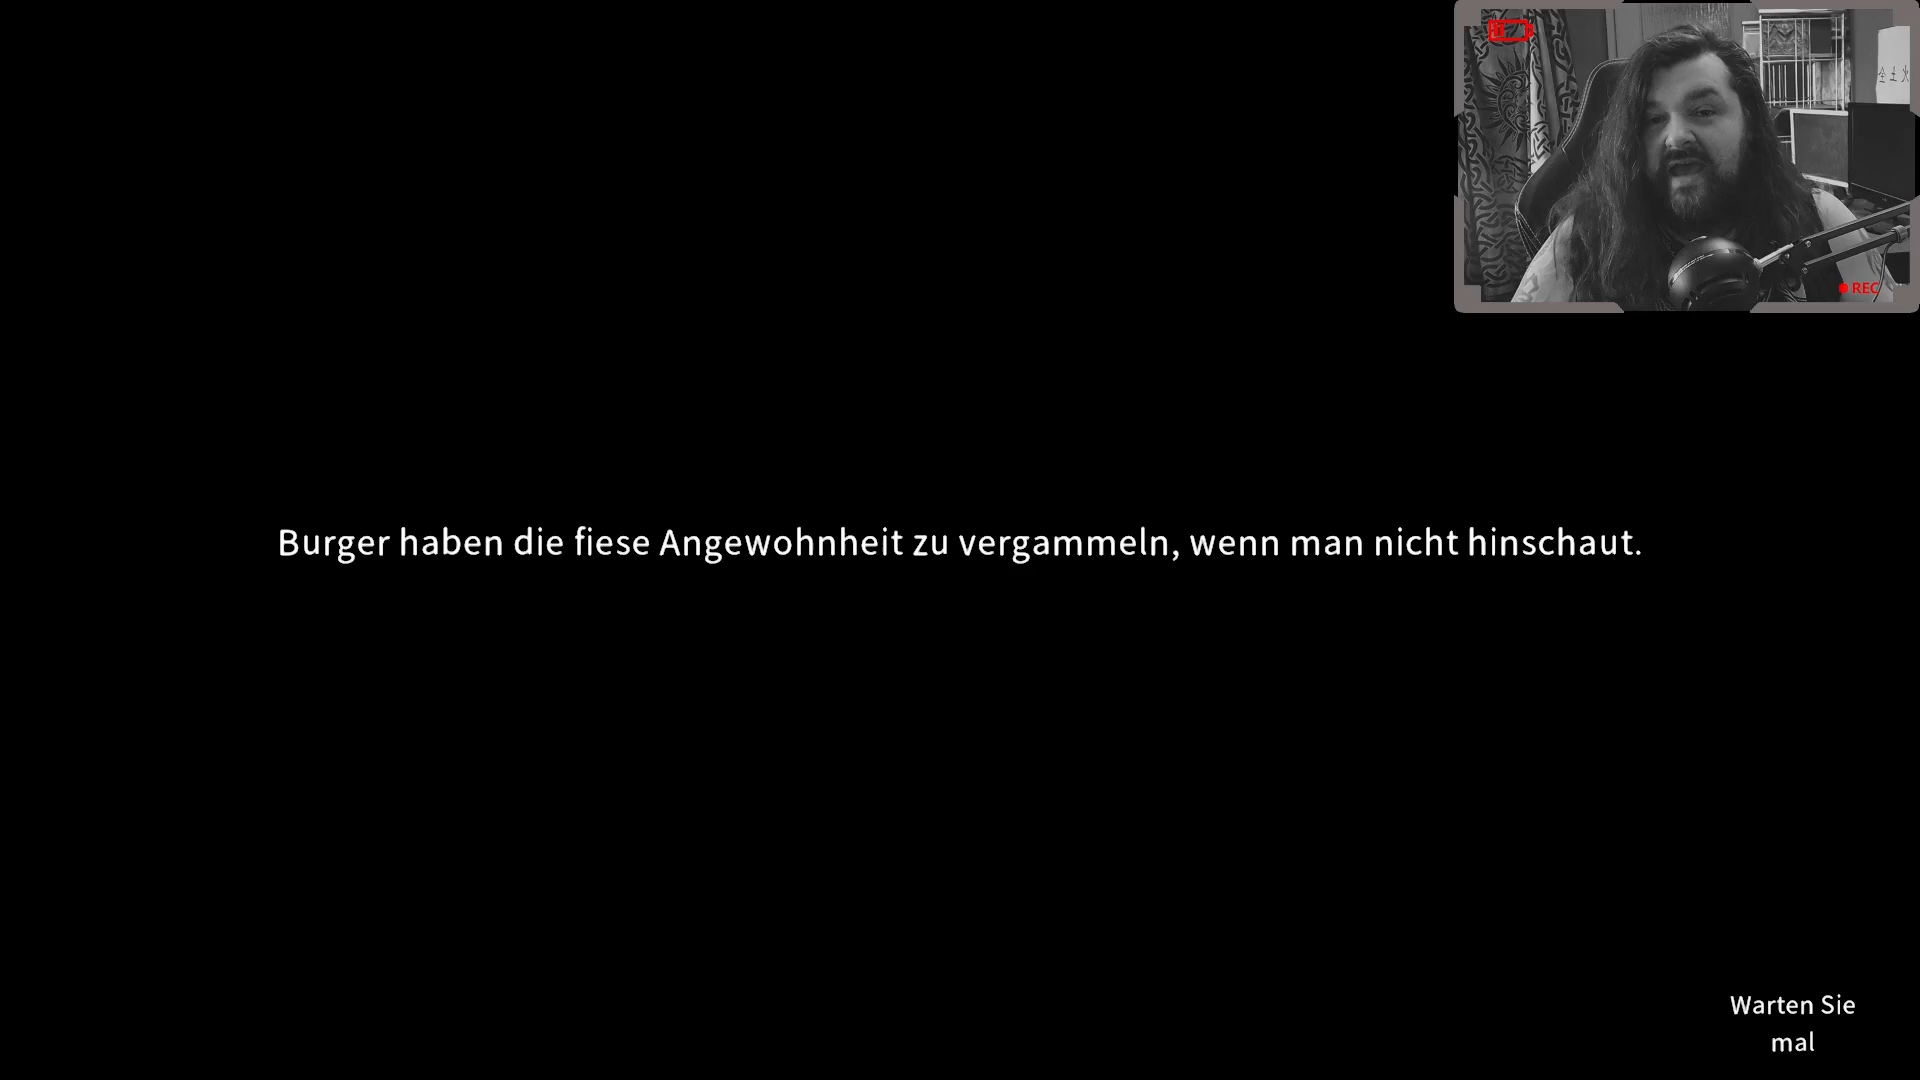 REC
Burger haben die fiese Angewohnheit zu vergammeln, wenn man nicht hinschaut.
Warten Sie
mal